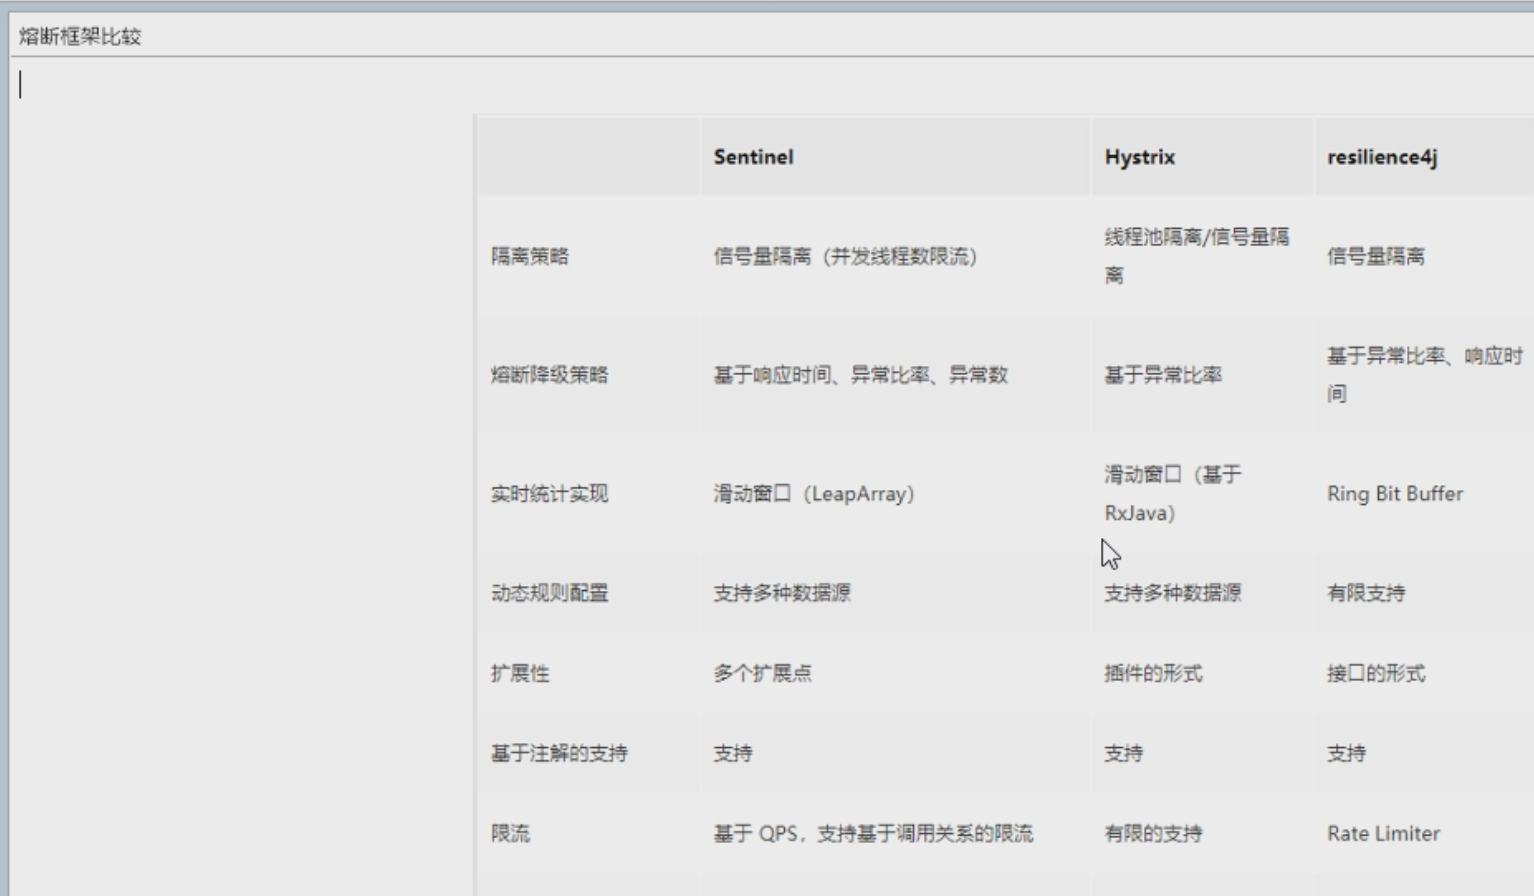 熔断框架比较
Sentinel Hystrix resilience4j
隔离策略 信号量隔离（并发线程数限流） 线程池隔离/信号量隔 信号量隔离
离
熔断降级策略 基于响应时间、异常比率、异常数 基于异常比率 基于异常比率、响应时
间
实时统计实现 滑动窗口（LeapArray） 滑动窗口（基于 Ring Bit Buffer
RxJava）
动态规则配置 支持多种数据源 支持多种数据源 有限支持
扩展性 多个扩展点 插件的形式 接口的形式
基于注解的支持 支持 支持 支持
限流 基于 QPS，支持基于调用关系的限流 有限的支持 Rate Limiter